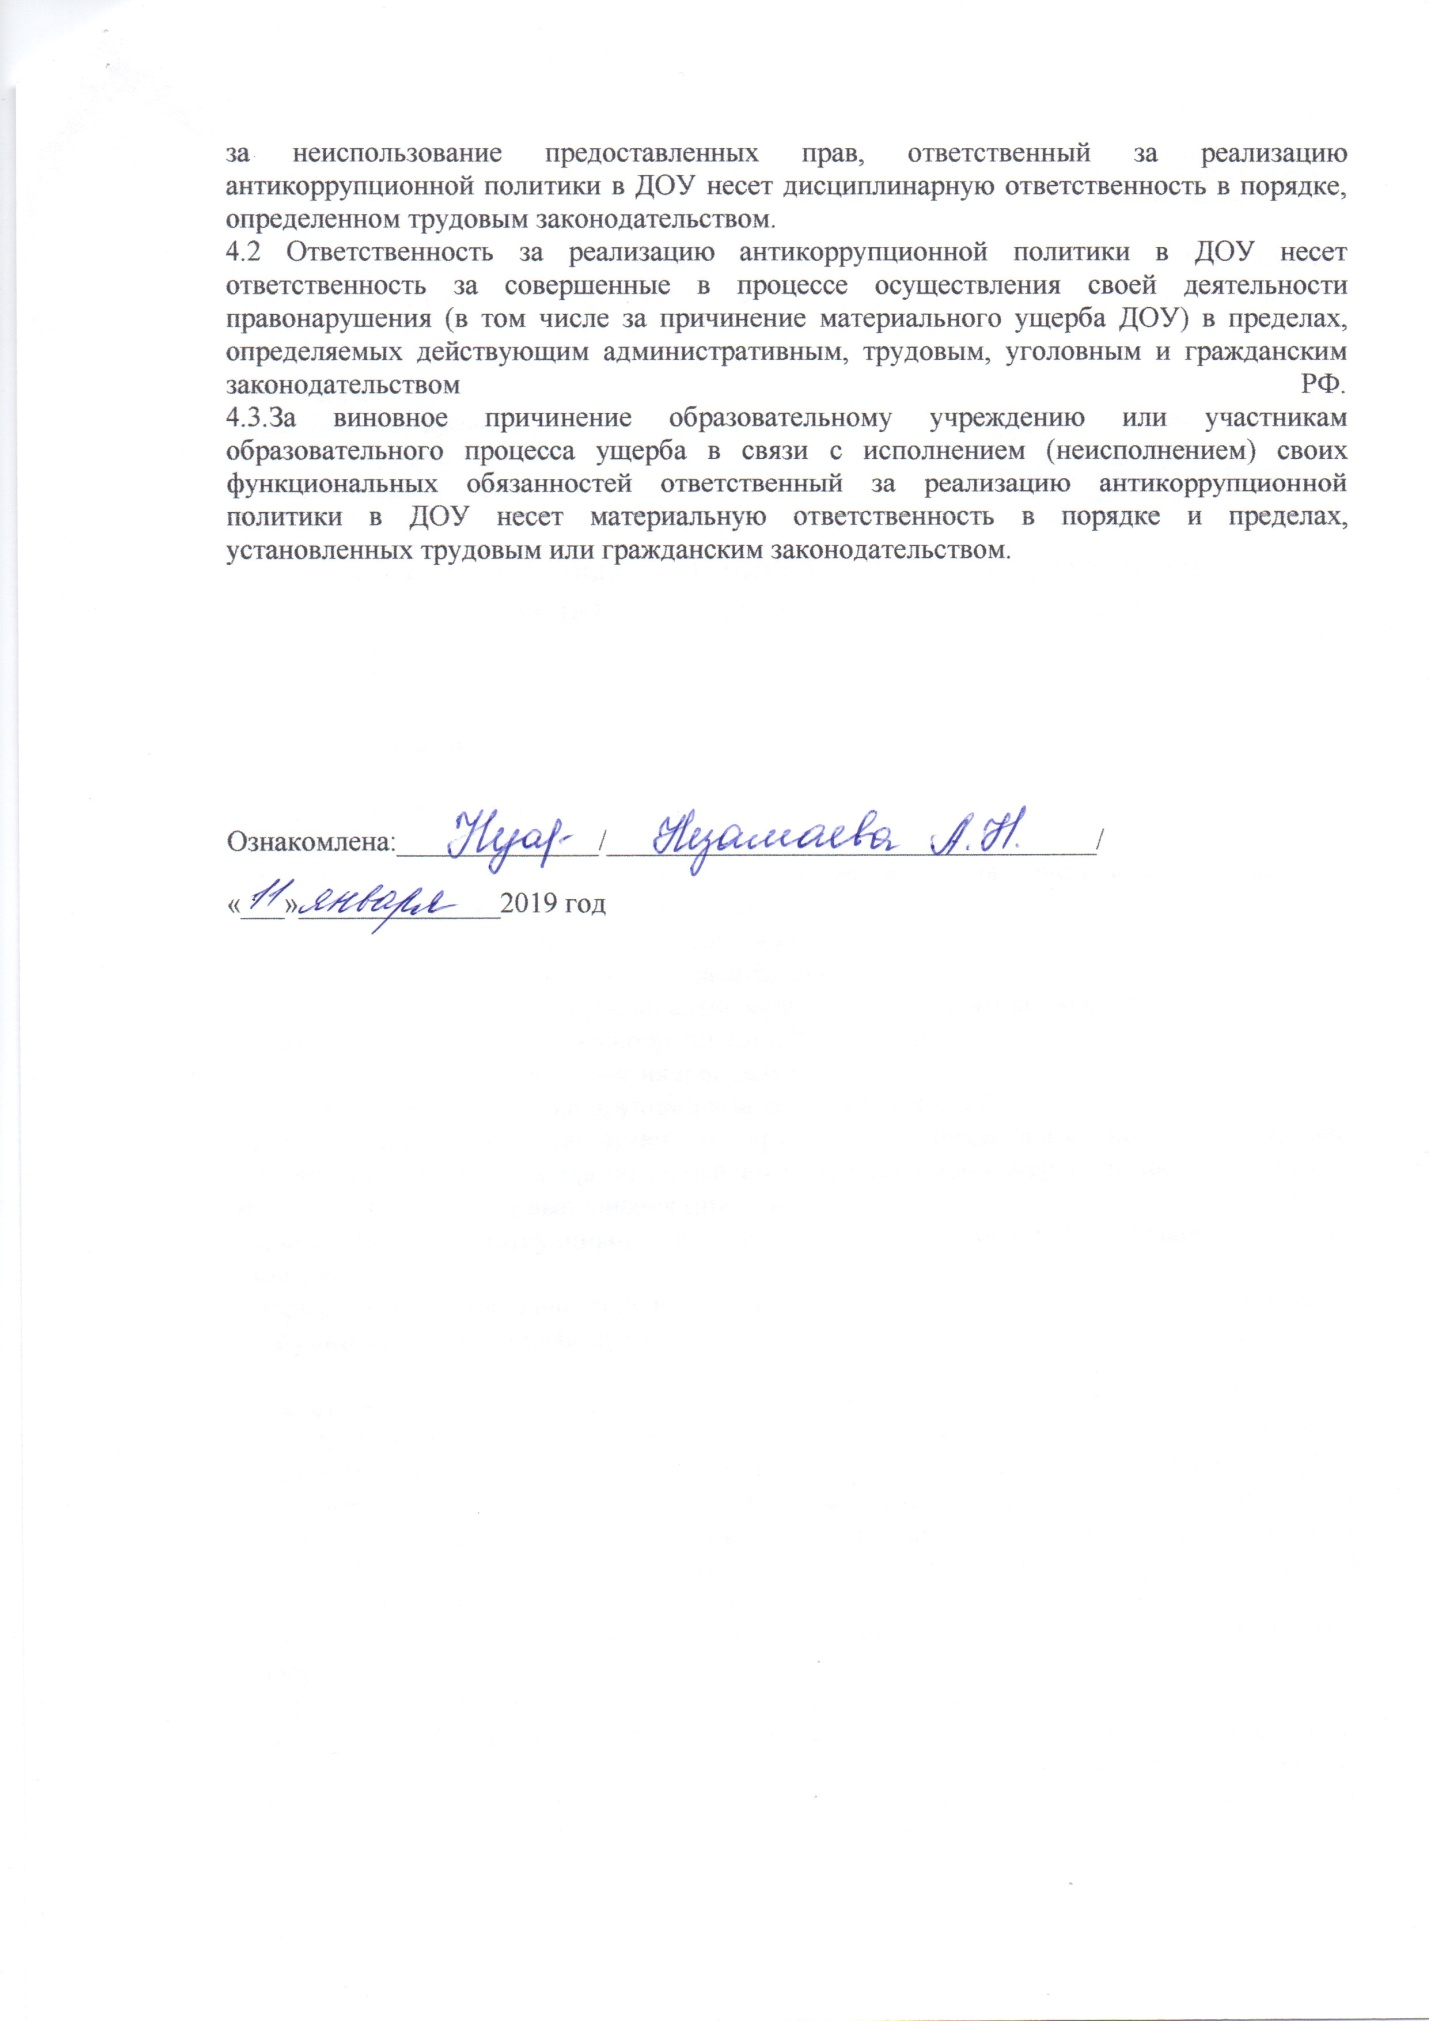 за неиспользование предоставленных прав, ответственный за реализацию
антикоррупционной политики в ДОУ несет дисциплинарную ответственность в порядке,
определенном трудовым законодательством.
4.2 Ответственность за реализацию антикоррупционной политики в ДОУ несет
ответственность за совершенные в процессе осуществления своей деятельности
правонарушения (в том числе за причинение материального ущерба ДОУ) в пределах,
определяемых действующим административным, трудовым, уголовным и гражданским
законодательством РФ.
4.3.За виновное причинение образовательному учреждению или участникам
образовательного процесса ущерба в связи с исполнением (неисполнением) своих
функциональных обязанностей ответственный за реализацию антикоррупционной
политики в ДОУ несет материальную ответственность в порядке и пределах,
установленных трудовым или гражданским законодательством.
Ознакомлена: / Низамаева А.Н. /
«11» января 2019 год